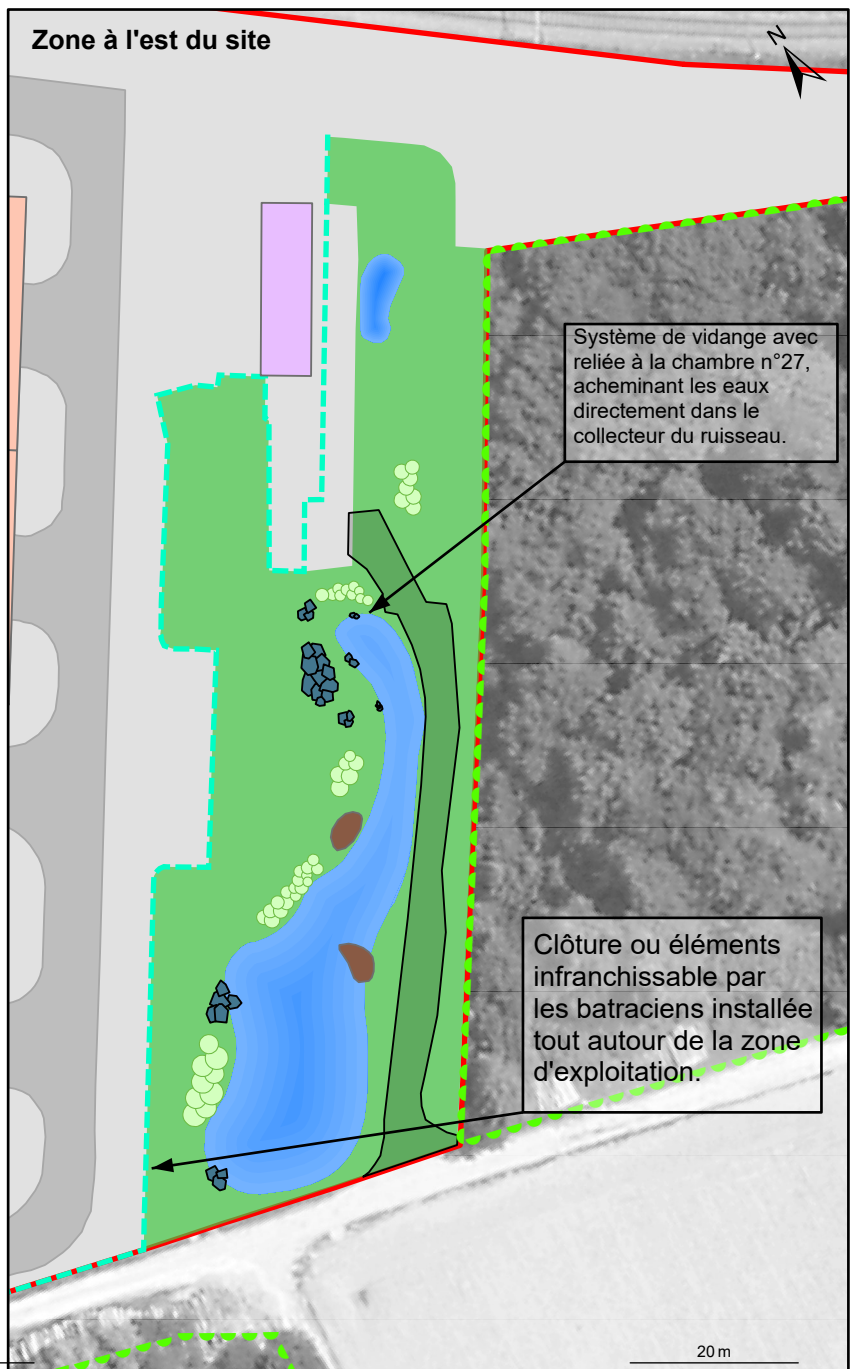 Zone à l'est du site
N
Système de vidange avec
reliée à la chambre n°27,
acheminant les eaux
directement dans le
collecteur du ruisseau.
Clôture ou éléments
infranchissable par
les batraciens installée
tout autour de la zone
d'exploitation.
20 m